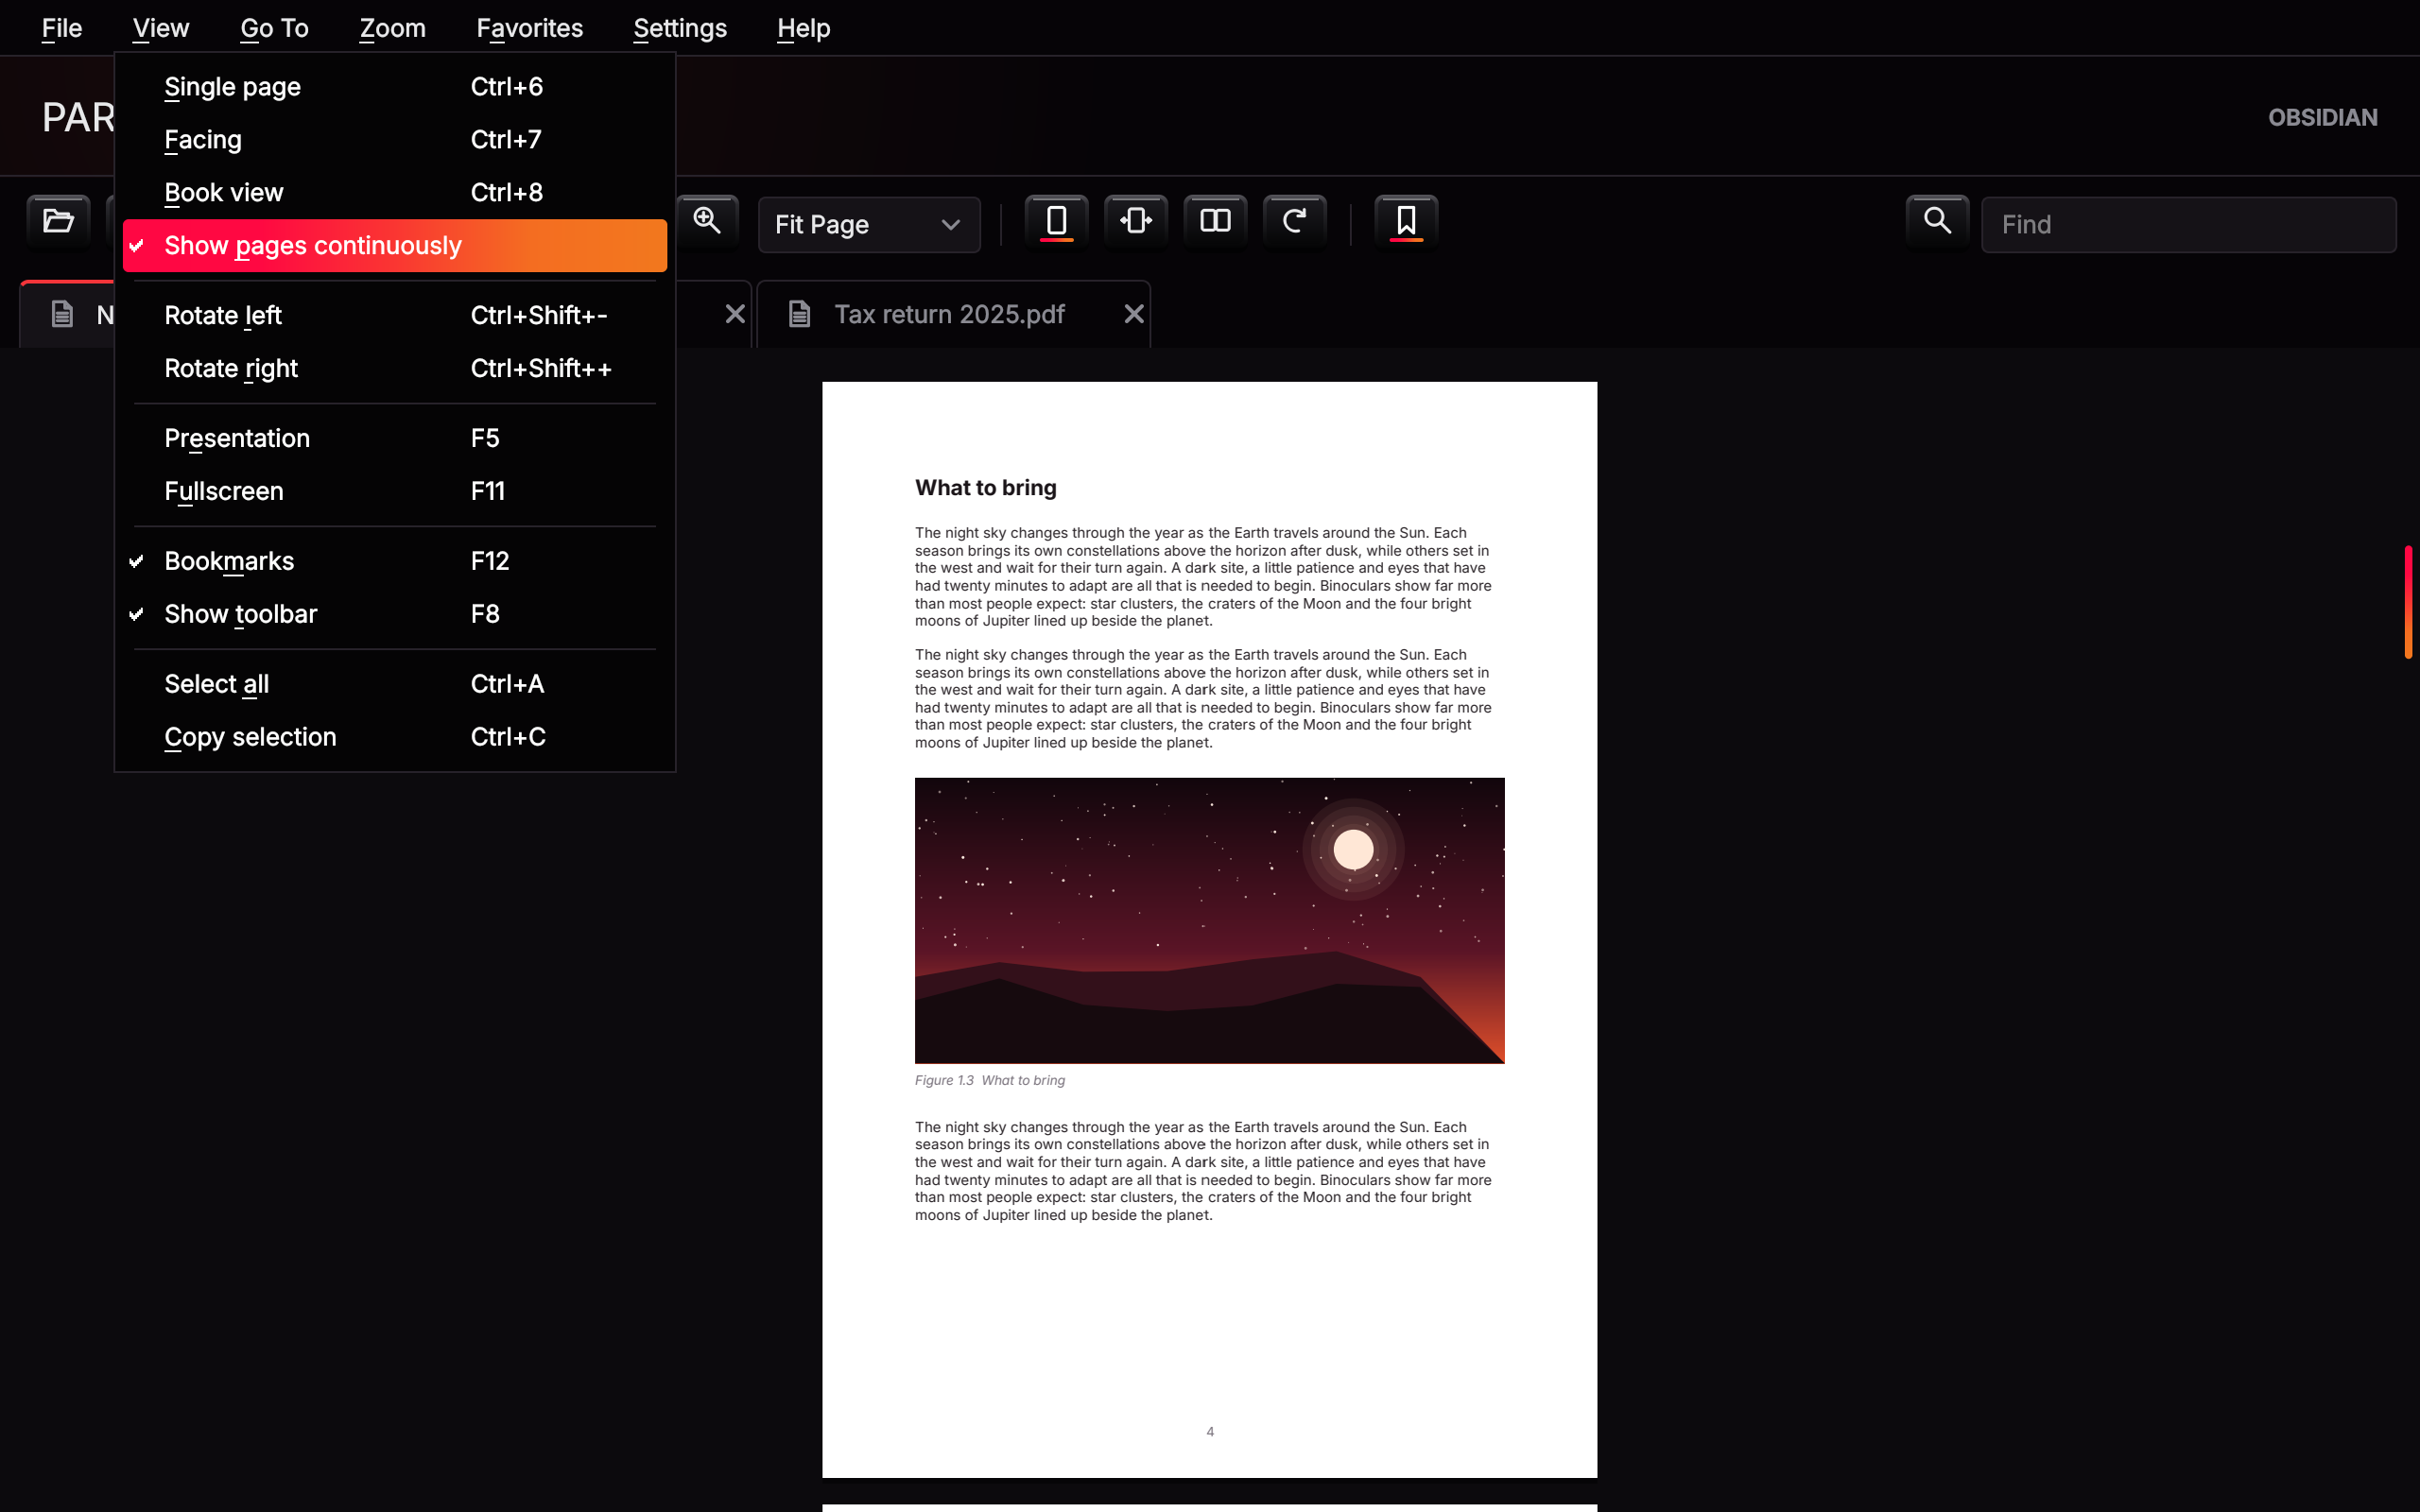 File View Go To Zoom Favorites Settings Help
PAR
OBSIDIAN
Single page Ctrl+6
Facing Ctrl+7
Book view Ctrl+8
Show pages continuously
Rotate left Ctrl+Shift+-
Rotate right Ctrl+Shift++
Presentation F5
Fullscreen F11
Bookmarks F12
Show toolbar F8
Select all Ctrl+A
Copy selection Ctrl+C
Fit Page
Find
N
Tax return 2025.pdf
What to bring
The night sky changes through the year as the Earth travels around the Sun. Each
season brings its own constellations above the horizon after dusk, while others set in
the west and wait for their turn again. A dark site, a little patience and eyes that have
had twenty minutes to adapt are all that is needed to begin. Binoculars show far more
than most people expect: star clusters, the craters of the Moon and the four bright
moons of Jupiter lined up beside the planet.
The night sky changes through the year as the Earth travels around the Sun. Each
season brings its own constellations above the horizon after dusk, while others set in
the west and wait for their turn again. A dark site, a little patience and eyes that have
had twenty minutes to adapt are all that is needed to begin. Binoculars show far more
than most people expect: star clusters, the craters of the Moon and the four bright
moons of Jupiter lined up beside the planet.
Figure 1.3 What to bring
The night sky changes through the year as the Earth travels around the Sun. Each
season brings its own constellations above the horizon after dusk, while others set in
the west and wait for their turn again. A dark site, a little patience and eyes that have
had twenty minutes to adapt are all that is needed to begin. Binoculars show far more
than most people expect: star clusters, the craters of the Moon and the four bright
moons of Jupiter lined up beside the planet.
4